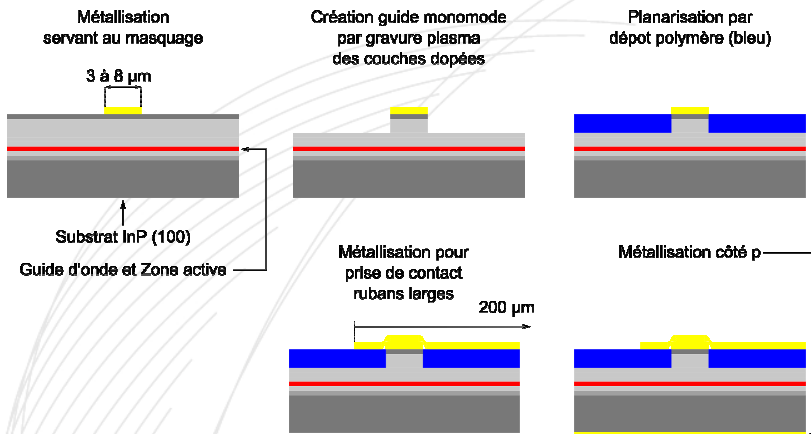 Métallisation
servant au masquage
Création guide monomode
par gravure plasma
des couches dopées
Planarisation par
dépot polymère (bleu)
3 à 8 µm
Substrat InP (100)
Guide d'onde et Zone active
Métallisation pour
prise de contact
rubans larges
200 µm
Métallisation côté p